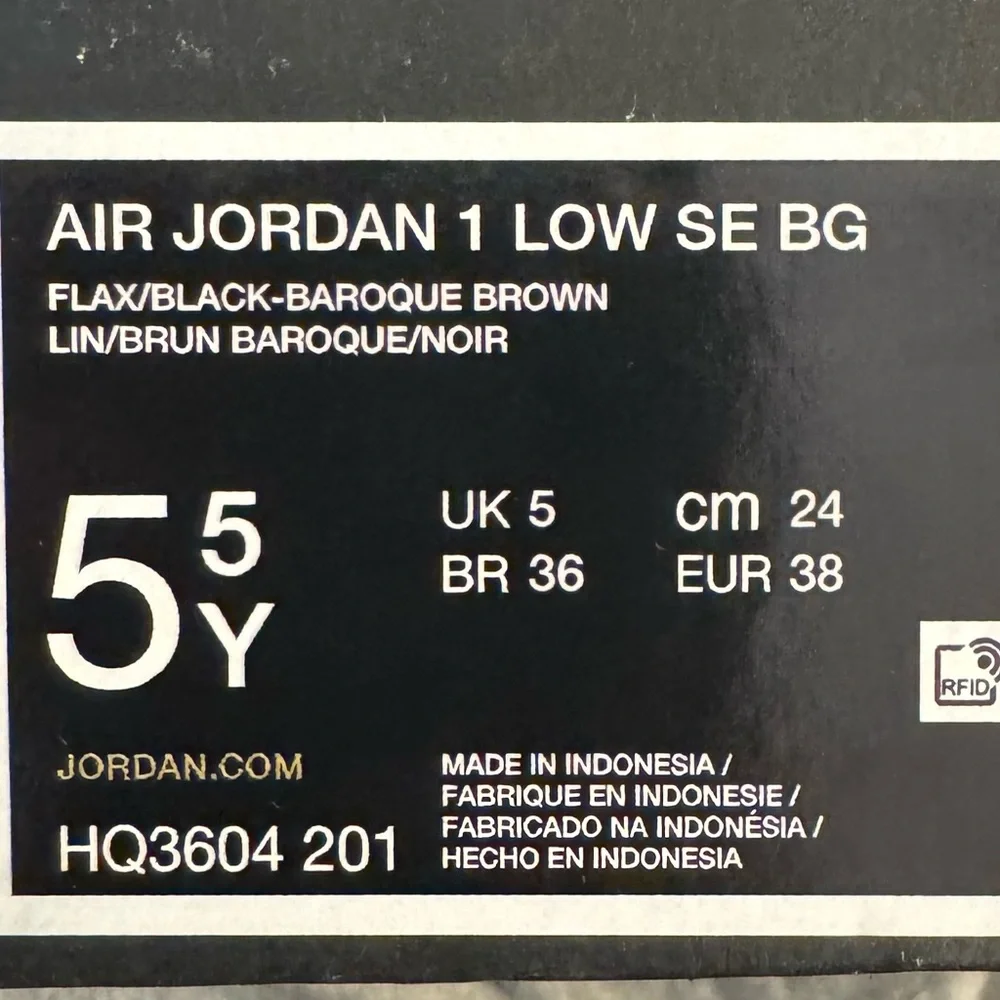 AIR JORDAN 1 LOW SE BG
FLAX/BLACK-BAROQUE BROWN
LIN/BRUN BAROQUE/NOIR
5 5 Y
UK 5 cm 24
BR 36 EUR 38
RFID
JORDAN.COM
HQ3604 201
MADE IN INDONESIA /
FABRIQUE EN INDONESIE /
FABRICADO NA INDONÉSIA /
HECHO EN INDONESIA